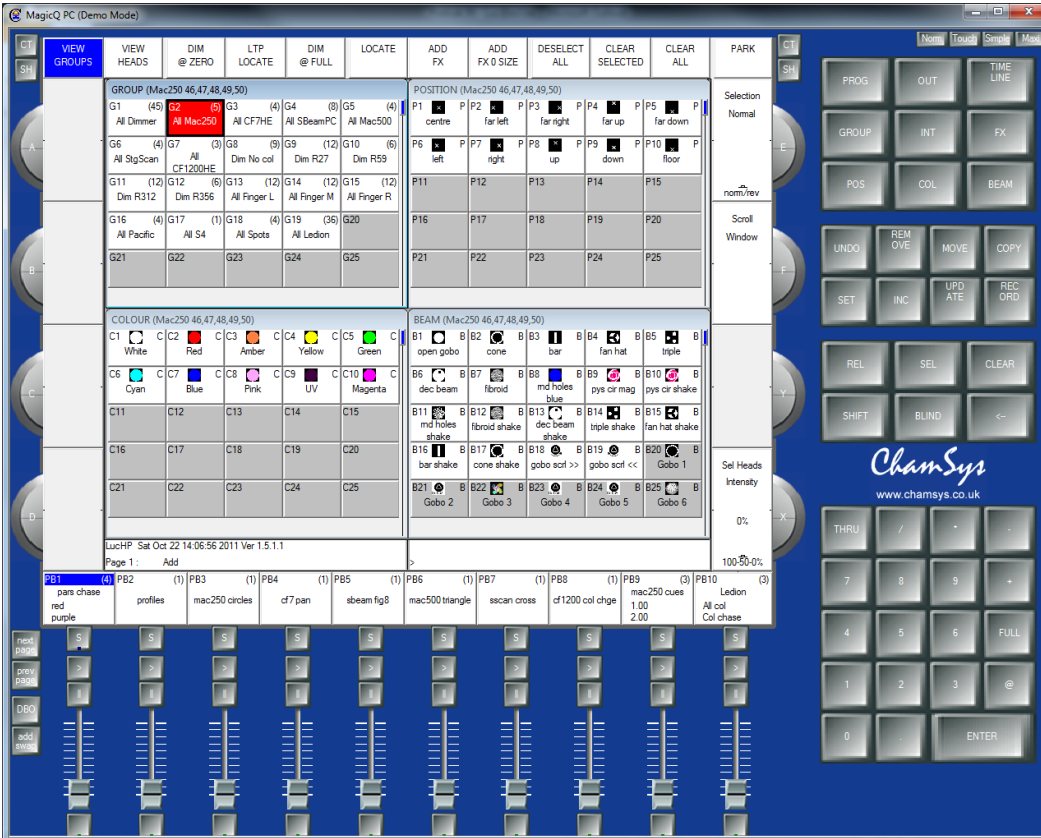 MagicQ PC (Demo Mode)
CT
SH
VIEW GROUPS
VIEW HEADS
DIM @ ZERO
LTP LOCATE
DIM @ FULL
LOCATE
ADD FX
ADD FX 0 SIZE
DESELECT ALL
CLEAR SELECTED
CLEAR ALL
PARK
CT
SH
Norm
Touch
Simple
Maxi
GROUP (Mac250 46,47,48,49,50)
G1 (45) All Dimmer
G2 (5) All Mac250
G3 (4) All CF7HE
G4 (8) All SBeamPC
G5 (4) All Mac500
G6 (4) All StgScan
G7 (3) All CF1200HE
G8 (9) Dim No col
G9 (12) Dim R27
G10 (6) Dim R59
G11 (12) Dim R312
G12 (6) Dim R356
G13 (12) All Finger L
G14 (12) All Finger M
G15 (12) All Finger R
G16 (4) All Pacific
G17 (1) All S4
G18 (4) All Spots
G19 (36) All Ledion
G20
G21
G22
G23
G24
G25
POSITION (Mac250 46,47,48,49,50)
P1 P centre
P2 P far left
P3 P far right
P4 P far up
P5 P far down
P6 P left
P7 P right
P8 P up
P9 P down
P10 P floor
P11
P12
P13
P14
P15
P16
P17
P18
P19
P20
P21
P22
P23
P24
P25
COLOUR (Mac250 46,47,48,49,50)
C1 C White
C2 C Red
C3 C Amber
C4 C Yellow
C5 C Green
C6 C Cyan
C7 C Blue
C8 C Pink
C9 C UV
C10 C Magenta
C11
C12
C13
C14
C15
C16
C17
C18
C19
C20
C21
C22
C23
C24
C25
BEAM (Mac250 46,47,48,49,50)
B1 B open gobo
B2 B cone
B3 B bar
B4 B fan hat
B5 B triple
B6 B dec beam
B7 B fibroid
B8 B rnd holes blue
B9 B pys cir mag
B10 B pys cir shake
B11 B rnd holes shake
B12 B fibroid shake
B13 B dec beam shake
B14 B triple shake
B15 B fan hat shake
B16 B bar shake
B17 B cone shake
B18 B gobo scrl >>
B19 B gobo scrl <<
B20 B Gobo 1
B21 B Gobo 2
B22 B Gobo 3
B23 B Gobo 4
B24 B Gobo 5
B25 B Gobo 6
Selection
Normal
norm/rev
Scroll
Window
Sel Heads
Intensity
0%
100-50-0%
A
B
C
D
E
F
Y
X
LucHP Sat Oct 22 14:06:56 2011 Ver 1.5.1.1
Page 1 : Add
>
PB1 (4) pars chase
red
purple
PB2 (1) profiles
PB3 (1) mac250 circles
PB4 (1) cf7 pan
PB5 (1) sbeam fig8
PB6 (1) mac500 triangle
PB7 (1) sscan cross
PB8 (1) cf1200 col chge
PB9 (3) mac250 cues
1.00
2.00
PB10 (3) Ledion
All col
Col chase
next page
prev page
DBO
add swap
S S S S S S S S S S
> > > > > > > > > >
|| || || || || || || || || ||
PROG
OUT
TIME LINE
GROUP
INT
FX
POS
COL
BEAM
UNDO
REM OVE
MOVE
COPY
SET
INC
UPD ATE
REC ORD
REL
SEL
CLEAR
SHIFT
BLIND
<--
ChamSys
www.chamsys.co.uk
THRU
/
*
-
7
8
9
+
4
5
6
FULL
1
2
3
@
0
.
ENTER